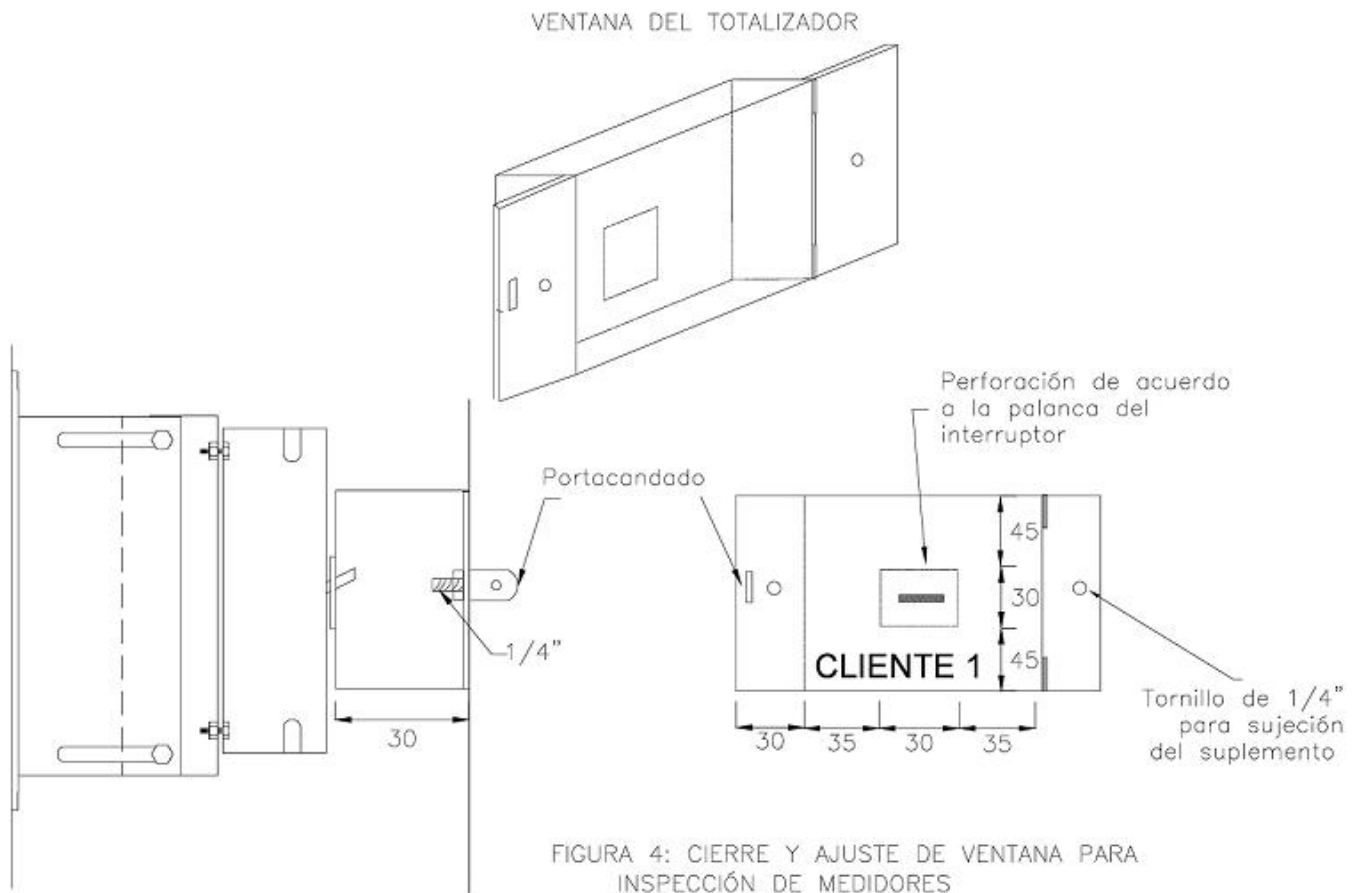 VENTANA DEL TOTALIZADOR
Perforación de acuerdo
a la palanca del
interruptor
Portacandado
45
30
45
1/4"
CLIENTE 1
30
30
35
30
35
Tornillo de 1/4"
para sujeción
del suplemento
FIGURA 4: CIERRE Y AJUSTE DE VENTANA PARA
INSPECCIÓN DE MEDIDORES